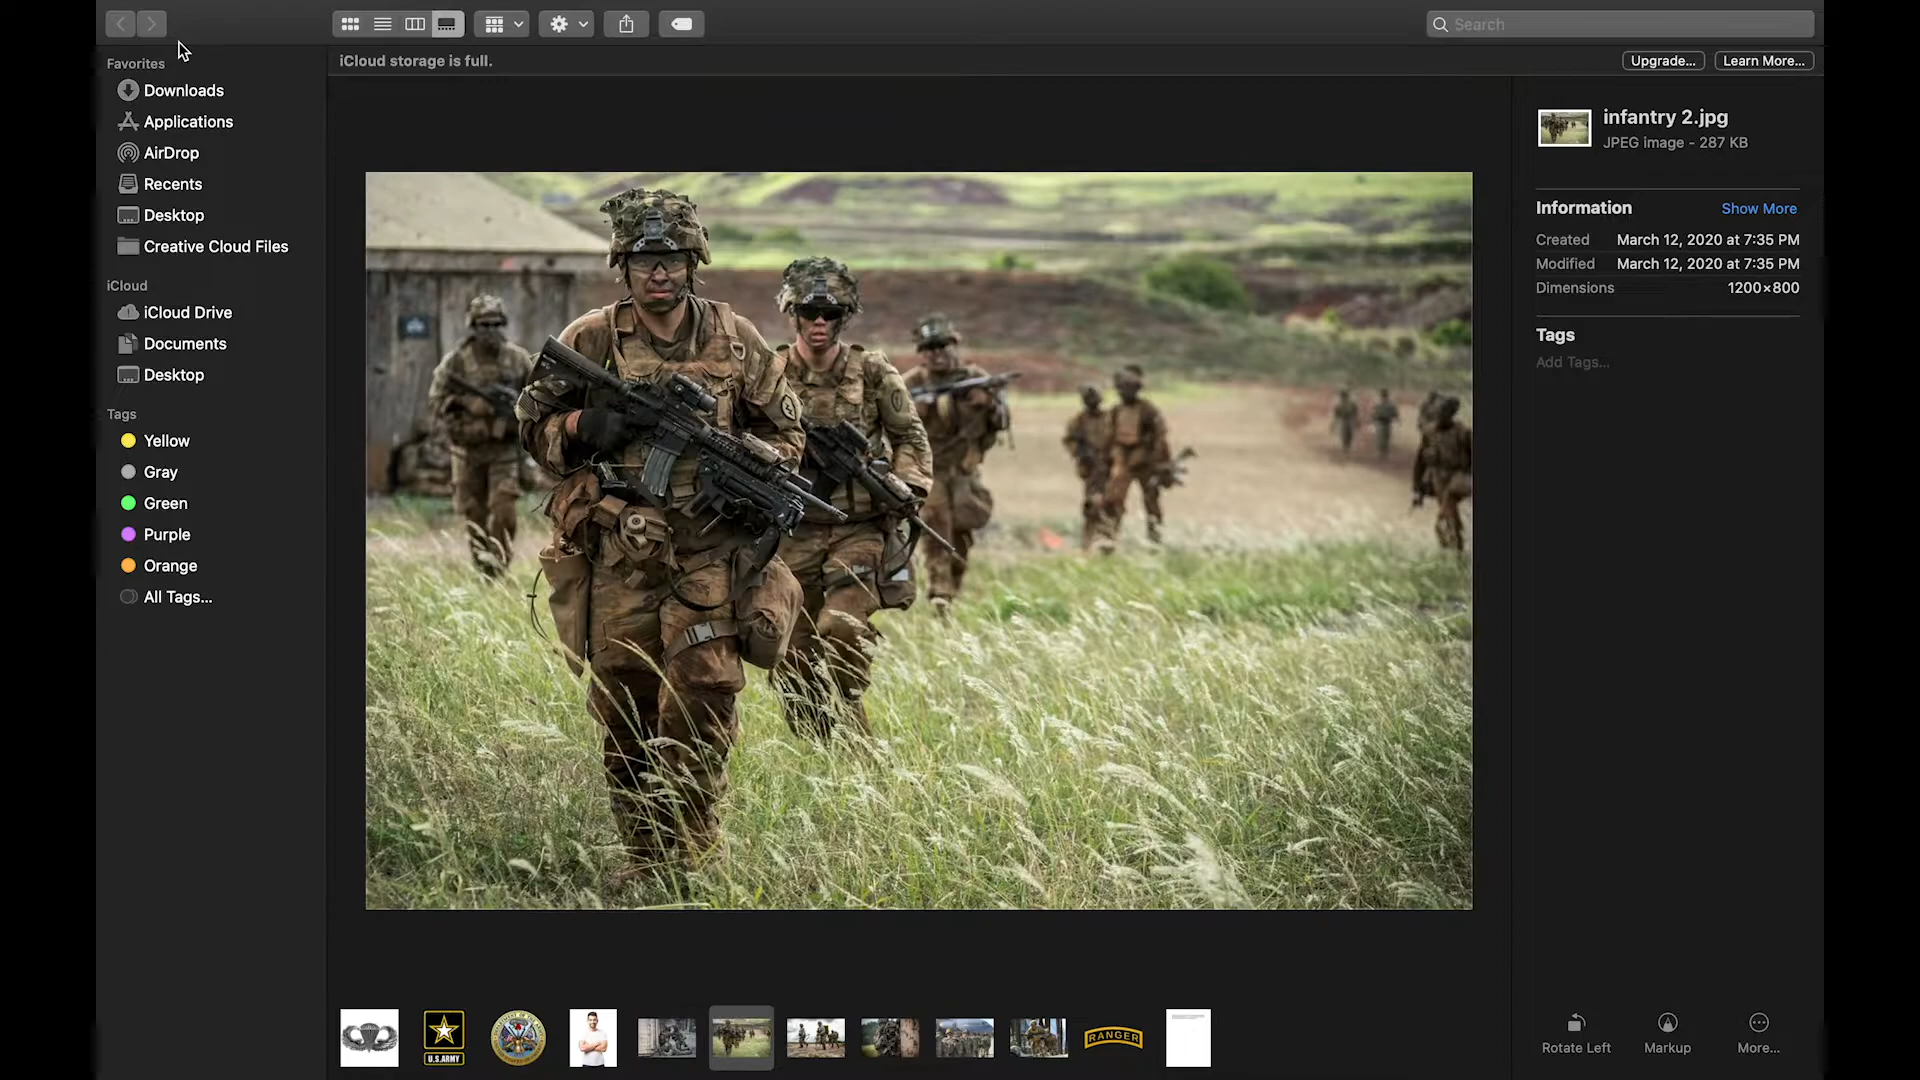 Search
Favorites
Downloads
Applications
AirDrop
Recents
Desktop
Creative Cloud Files
iCloud
iCloud Drive
Documents
Desktop
Tags
Yellow
Gray
Green
Purple
Orange
All Tags...
iCloud storage is full.
Upgrade...
Learn More...
infantry 2.jpg
JPEG image - 287 KB
Information
Show More
Created March 12, 2020 at 7:35 PM
Modified March 12, 2020 at 7:35 PM
Dimensions 1200×800
Tags
Add Tags...
U.S.ARMY
RANGER
Rotate Left
Markup
More...